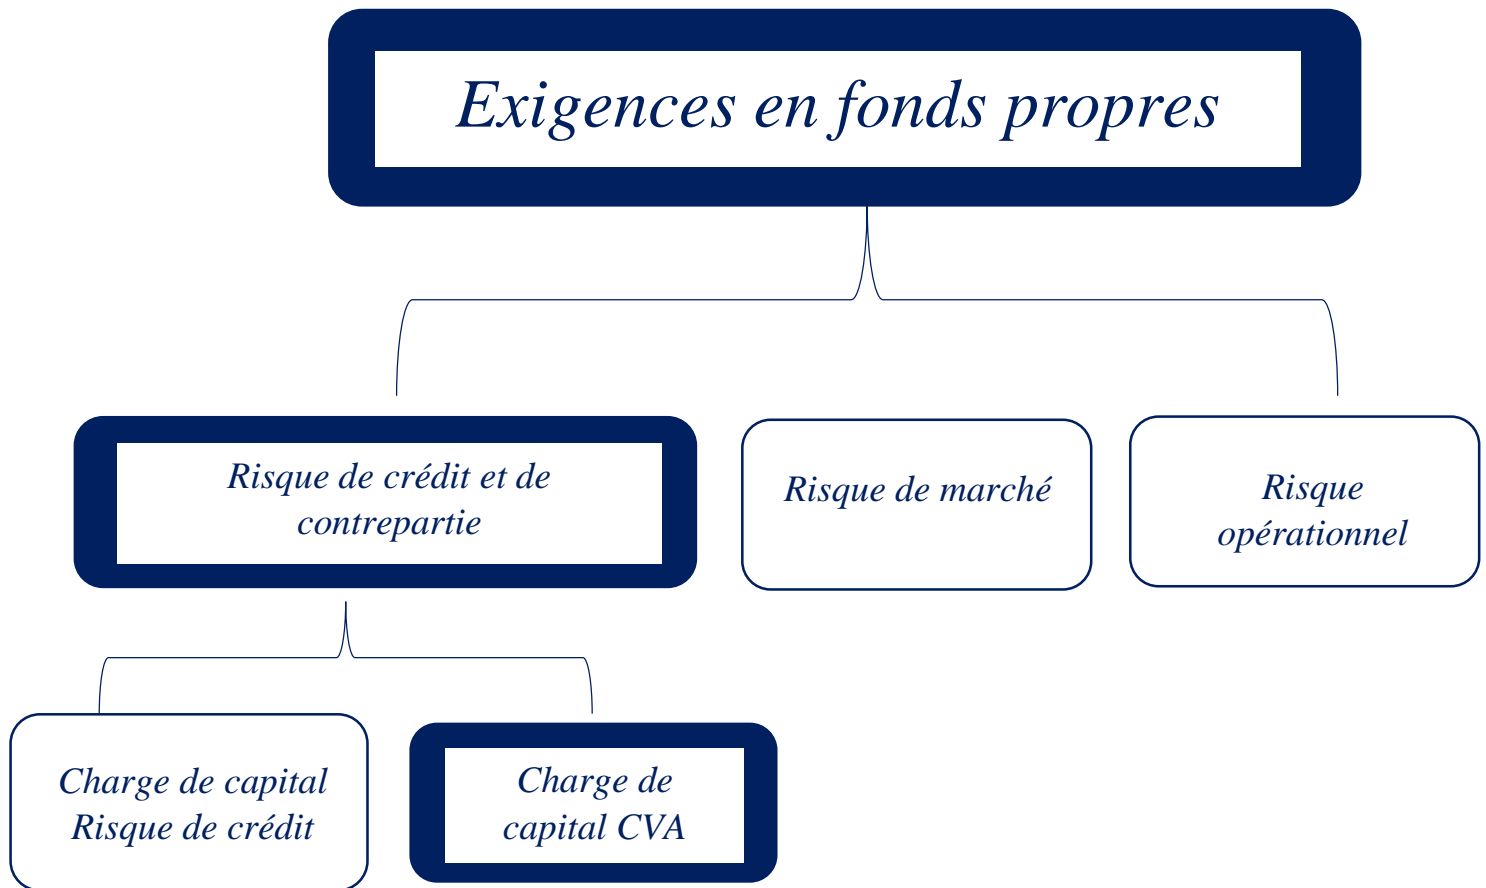 Exigences en fonds propres
Risque de crédit et de
contrepartie
Risque de marché
Risque
opérationnel
Charge de capital
Risque de crédit
Charge de
capital CVA